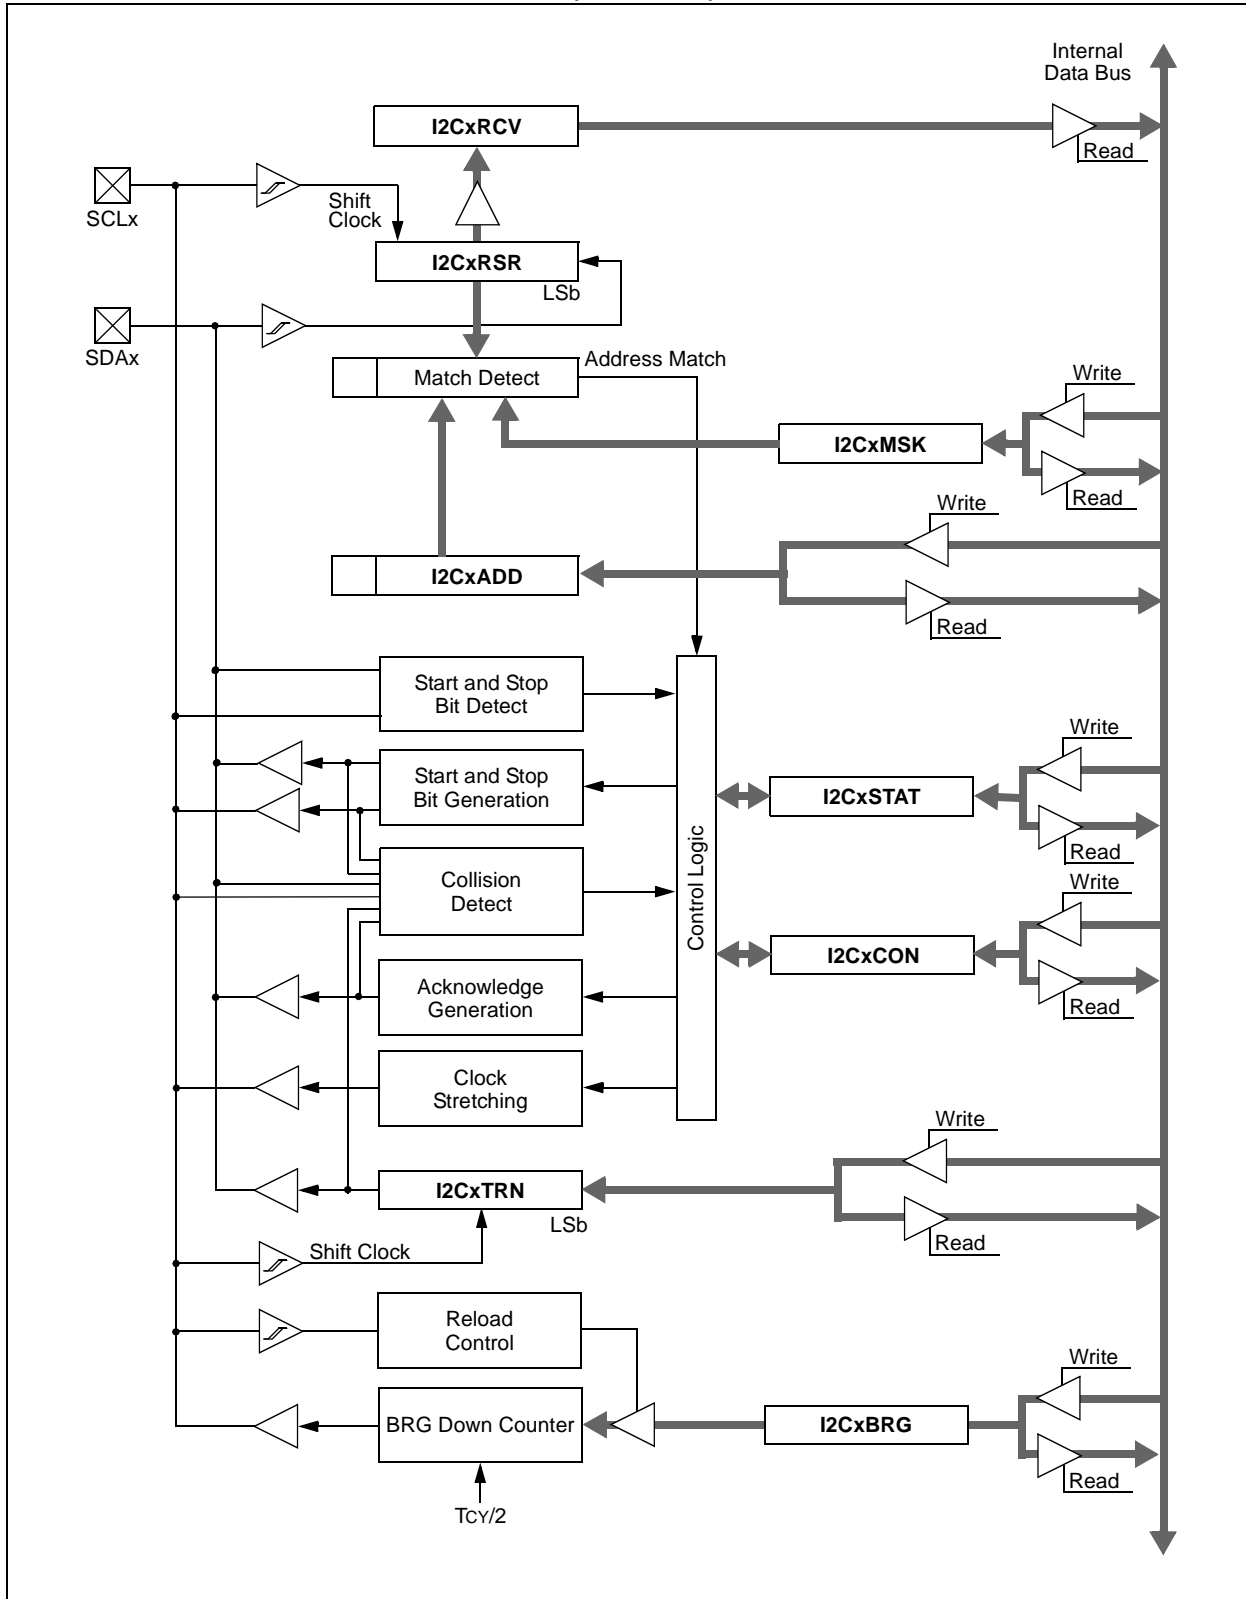 Internal
Data Bus
I2CxRCV
Read
SCLx
Shift
Clock
I2CxRSR
LSb
SDAx
Address Match
Match Detect
Write
I2CxMSK
Read
Write
I2CxADD
Read
Start and Stop
Bit Detect
Write
Start and Stop
Bit Generation
I2CxSTAT
Read
Control Logic
Collision
Detect
Write
I2CxCON
Read
Acknowledge
Generation
Clock
Stretching
Write
I2CxTRN
LSb
Read
Shift Clock
Reload
Control
Write
BRG Down Counter
I2CxBRG
Read
TCY/2